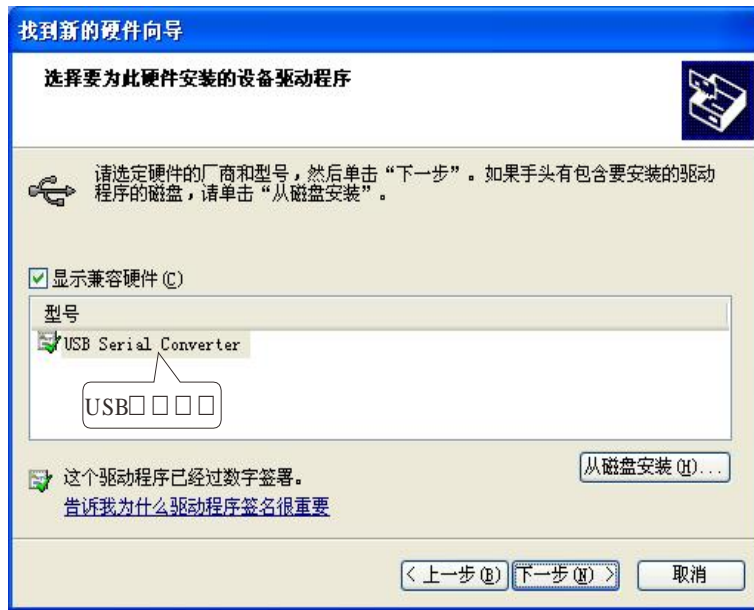 找到新的硬件向导
选择要为此硬件安装的设备驱动程序
请选定硬件的厂商和型号，然后单击“下一步”。如果手头有包含要安装的驱动
程序的磁盘，请单击“从磁盘安装”。
显示兼容硬件(C)
型号
USB Serial Converter
USB□□□□
这个驱动程序已经过数字签署。
从磁盘安装(H)...
告诉我为什么驱动程序签名很重要
< 上一步(B) 下一步(N) > 取消